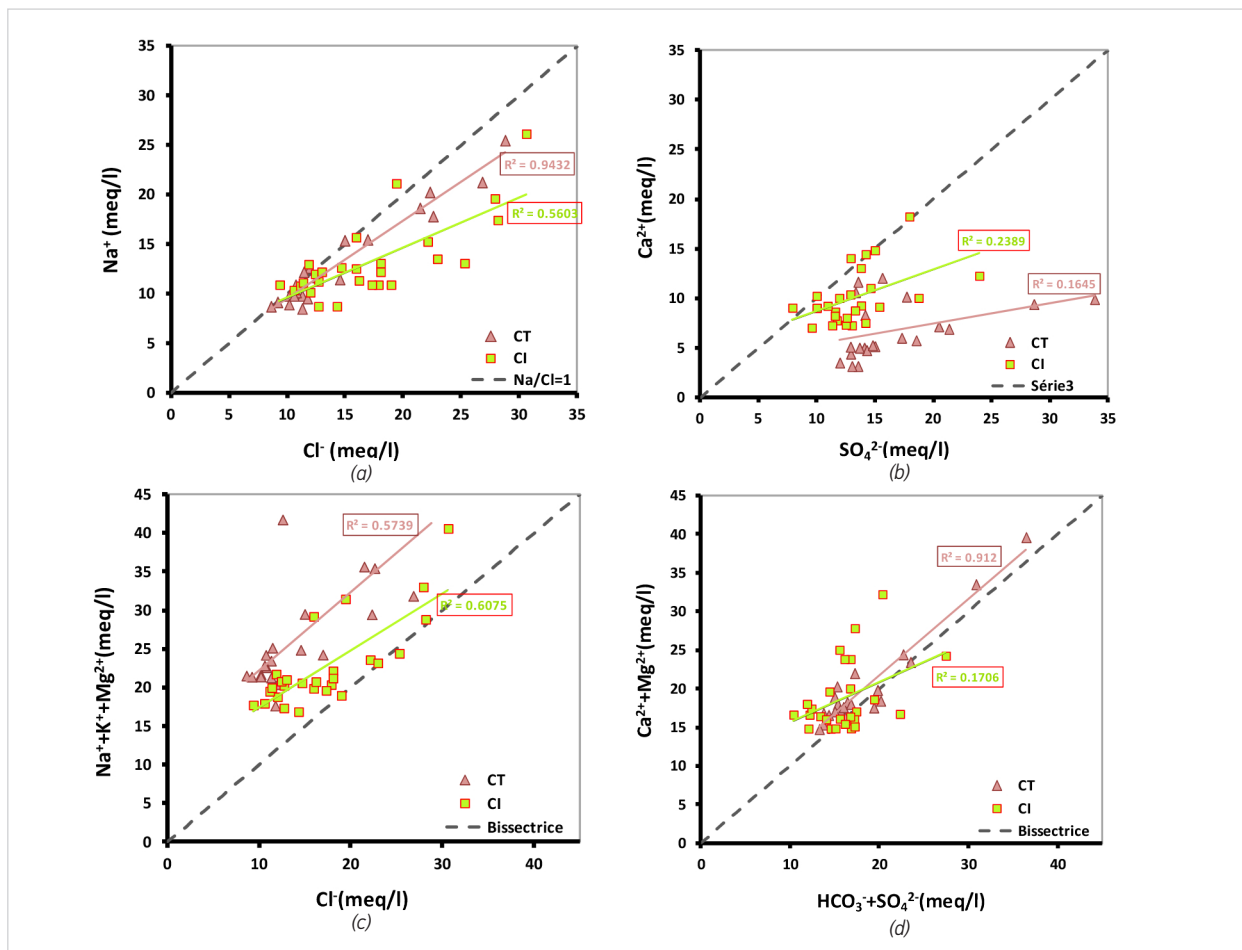 35
30
25
20
15
10
5
0
Na⁺ (meq/l)
R² = 0.9432
R² = 0.5603
CT
CI
Na/Cl=1
0 5 10 15 20 25 30 35
Cl⁻ (meq/l)
(a)
35
30
25
20
15
10
5
0
Ca²⁺(meq/l)
R² = 0.2389
R² = 0.1645
CT
CI
Série3
0 5 10 15 20 25 30 35
SO₄²⁻(meq/l)
(b)
45
40
35
30
25
20
15
10
5
0
Na⁺+K⁺+Mg²⁺(meq/l)
R² = 0.5739
R² = 0.6075
CT
CI
Bissectrice
0 10 20 30 40
Cl⁻(meq/l)
(c)
45
40
35
30
25
20
15
10
5
0
Ca²⁺+Mg²⁺(meq/l)
R² = 0.912
R² = 0.1706
CT
CI
Bissectrice
0 10 20 30 40
HCO₃⁻+SO₄²⁻(meq/l)
(d)